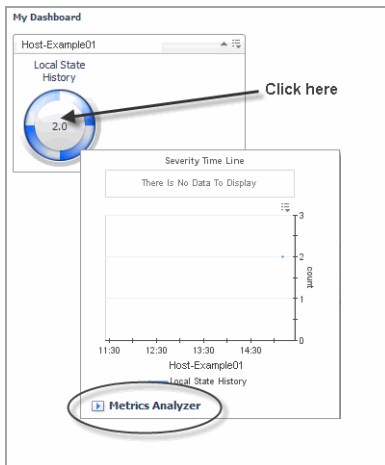 My Dashboard
Host-Example01
Local State
History
2.0
Click here
Severity Time Line
There Is No Data To Display
3
2
1
0
count
11:30 12:30 13:30 14:30
Host-Example01
Local State History
Metrics Analyzer